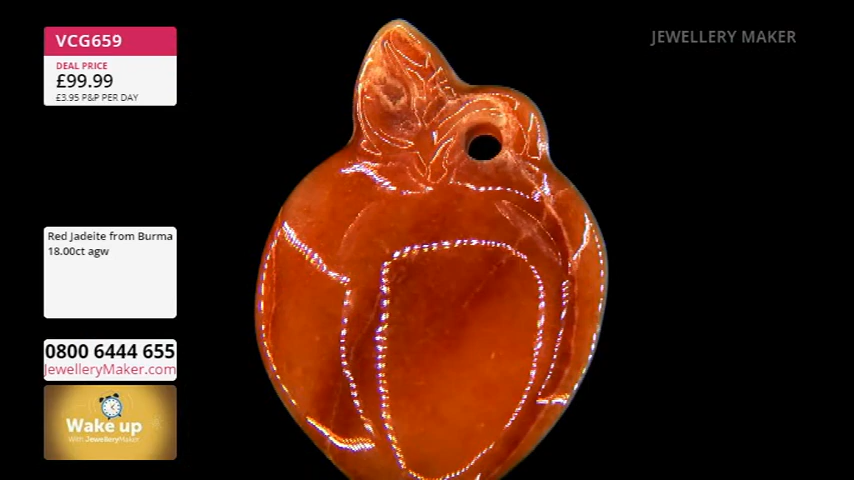 VCG659
DEAL PRICE
£99.99
£3.95 P&P PER DAY
JEWELLERY MAKER
Red Jadeite from Burma
18.00ct agw
0800 6444 655
JewelleryMaker.com
Wake up
With JewelleryMaker